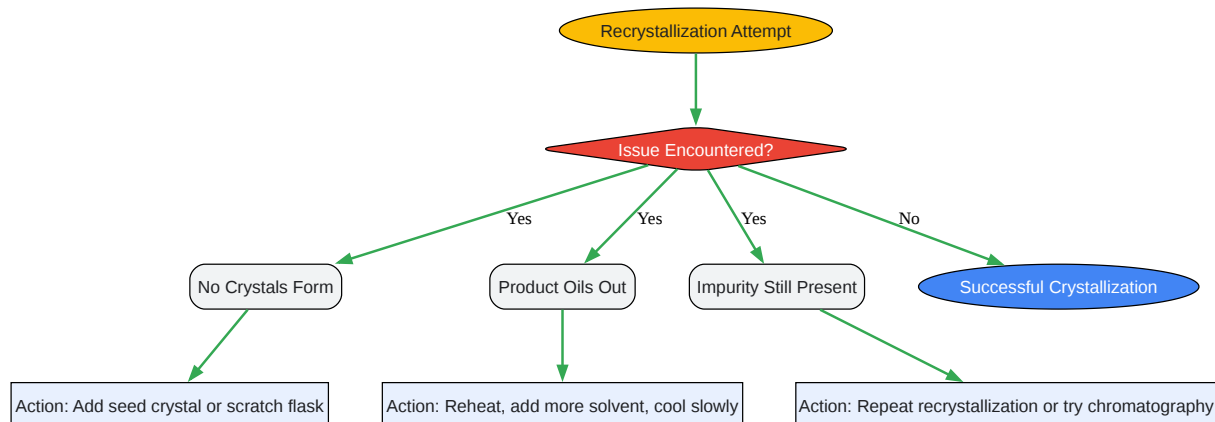 Recrystallization Attempt
Issue Encountered?
Yes
Yes
Yes
No
No Crystals Form
Product Oils Out
Impurity Still Present
Successful Crystallization
Action: Add seed crystal or scratch flask
Action: Reheat, add more solvent, cool slowly
Action: Repeat recrystallization or try chromatography